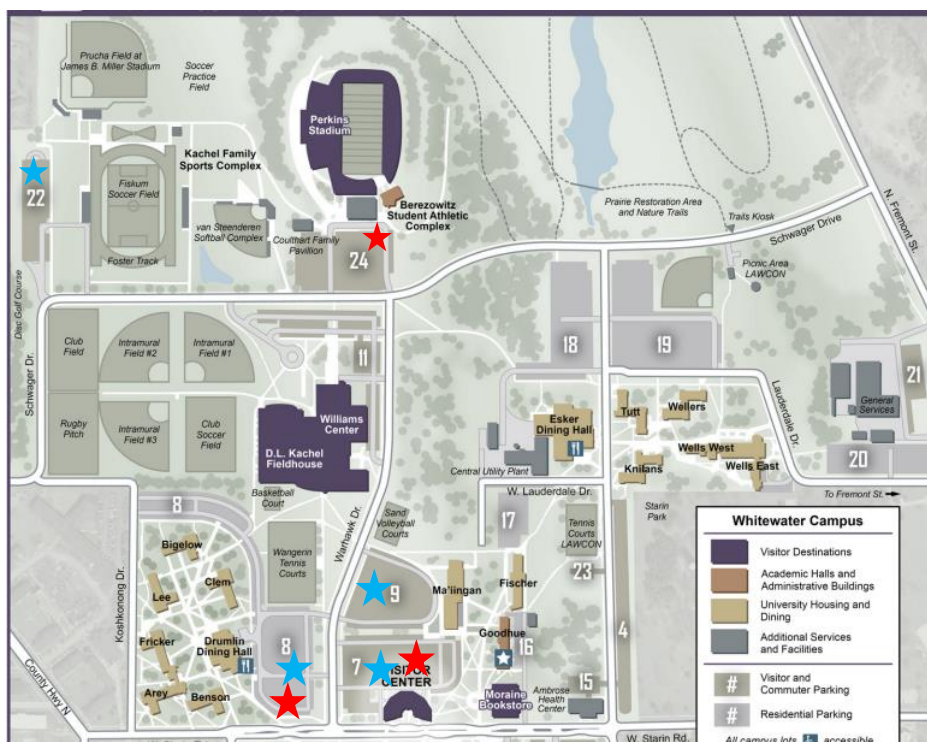 Prucha Field at
James B. Miller Stadium
Soccer
Practice
Field
Perkins
Stadium
Kachel Family
Sports Complex
22
Fiskum
Soccer Field
Berezowitz
Student Athletic
Complex
van Steenderen
Softball Complex
Coulthart Family
Pavilion
Foster Track
24
Prairie Restoration Area
and Nature Trails
Trails Kiosk
N. Fremont St.
Schwager Drive
Picnic Area
LAWCON
Disc Golf Course
Schwager Dr.
Club
Field
Intramural
Field #2
Intramural
Field #1
11
18
19
21
General
Services
Lauderdale Dr.
Rugby
Pitch
Intramural
Field #3
Club
Soccer
Field
Williams
Center
D.L. Kachel
Fieldhouse
Esker
Dining Hall
Tutt
Wellers
Wells West
Wells East
Knilans
Central Utility Plant
20
To Fremont St.
W. Lauderdale Dr.
Basketball
Court
Warhawk Dr.
Sand
Volleyball
Courts
17
Tennis
Courts
LAWCON
Starin
Park
8
Koshkonong Dr.
Bigelow
Wangerin
Tennis
Courts
Clem
Lee
9
Ma'iingan
Fischer
23
4
Fricker
Drumlin
Dining Hall
8
Goodhue
16
7
VISITOR
CENTER
Arey
Benson
Moraine
Bookstore
Ambrose
Health
Center
15
County Hwy N
W. Starin Rd.
Whitewater Campus
Visitor Destinations
Academic Halls and
Administrative Buildings
University Housing and
Dining
Additional Services
and Facilities
# Visitor and
Commuter Parking
# Residential Parking
All campus lots accessible